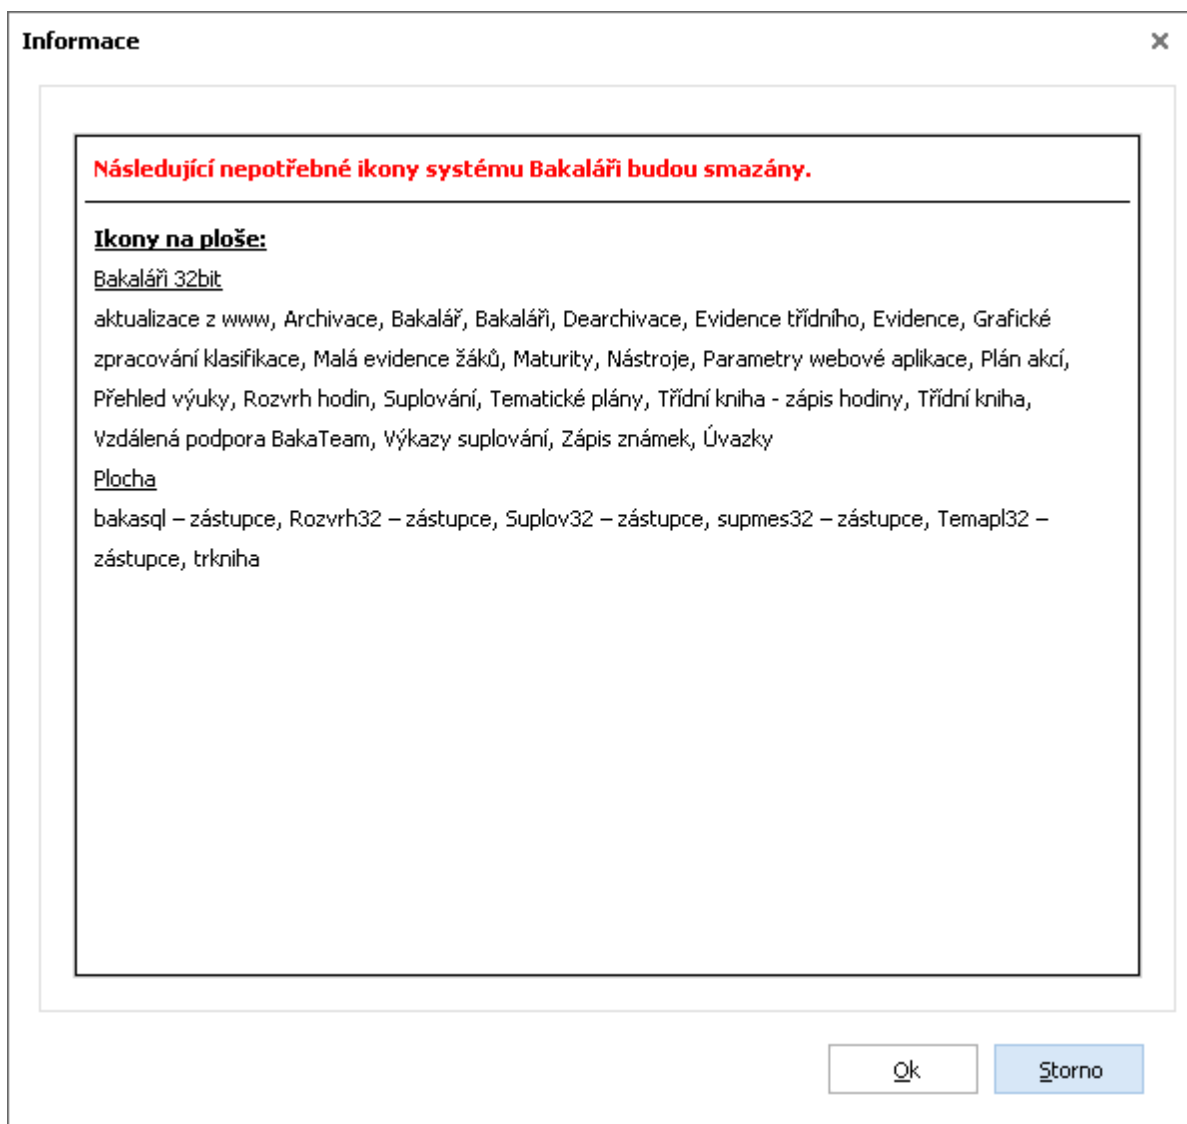 Informace
Následující nepotřebné ikony systému Bakaláři budou smazány.
Ikony na ploše:
Bakaláři 32bit
aktualizace z www, Archivace, Bakalář, Bakaláři, Dearchivace, Evidence třídního, Evidence, Grafické
zpracování klasifikace, Malá evidence žáků, Maturity, Nástroje, Parametry webové aplikace, Plán akcí,
Přehled výuky, Rozvrh hodin, Suplování, Tematické plány, Třídní kniha - zápis hodiny, Třídní kniha,
Vzdálená podpora BakaTeam, Výkazy suplování, Zápis známek, Úvazky
Plocha
bakasql – zástupce, Rozvrh32 – zástupce, Suplov32 – zástupce, supmes32 – zástupce, Temapl32 –
zástupce, trkniha
Ok
Storno